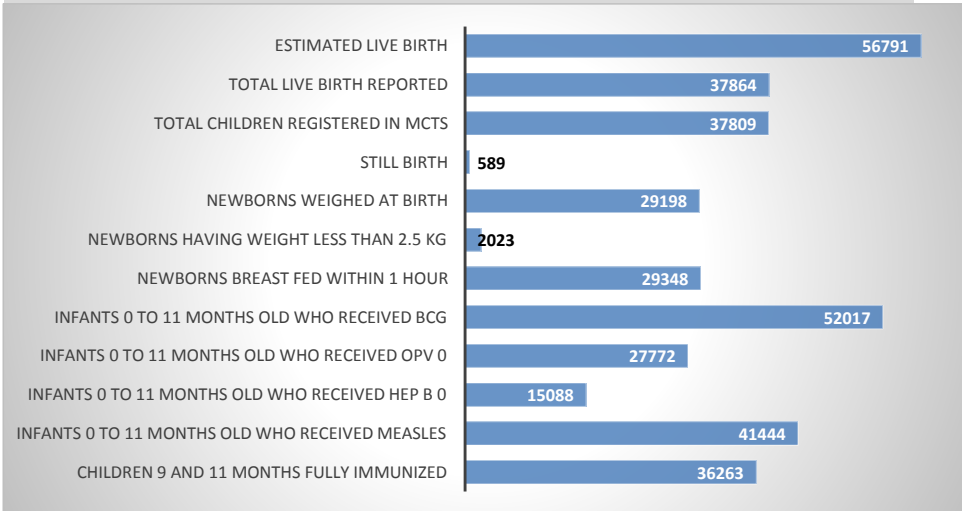 ESTIMATED LIVE BIRTH 56791
TOTAL LIVE BIRTH REPORTED 37864
TOTAL CHILDREN REGISTERED IN MCTS 37809
STILL BIRTH 589
NEWBORNS WEIGHED AT BIRTH 29198
NEWBORNS HAVING WEIGHT LESS THAN 2.5 KG 2023
NEWBORNS BREAST FED WITHIN 1 HOUR 29348
INFANTS 0 TO 11 MONTHS OLD WHO RECEIVED BCG 52017
INFANTS 0 TO 11 MONTHS OLD WHO RECEIVED OPV 0 27772
INFANTS 0 TO 11 MONTHS OLD WHO RECEIVED HEP B 0 15088
INFANTS 0 TO 11 MONTHS OLD WHO RECEIVED MEASLES 41444
CHILDREN 9 AND 11 MONTHS FULLY IMMUNIZED 36263